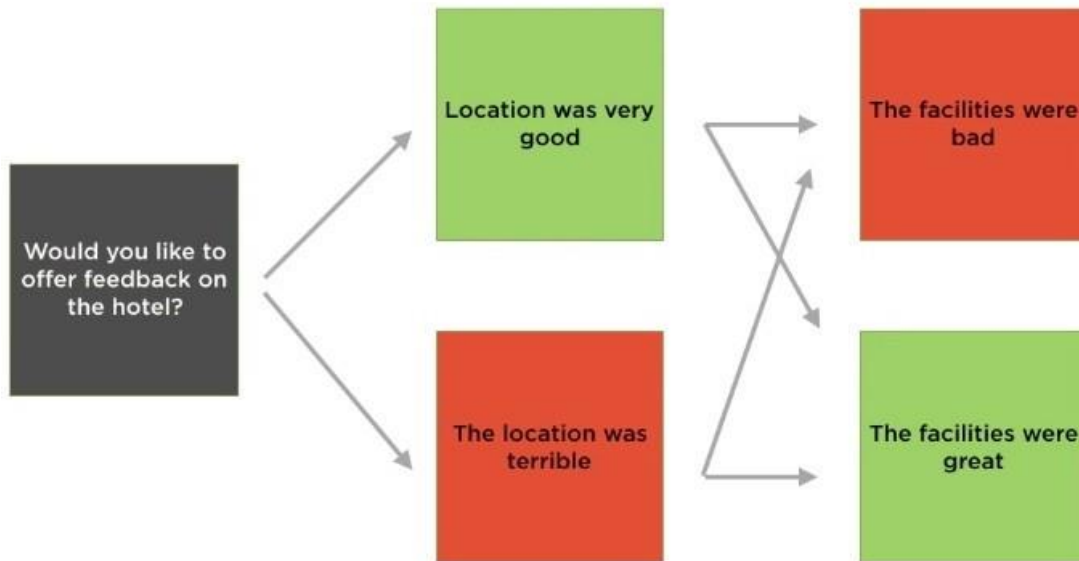 Would you like to
offer feedback on
the hotel?
Location was very
good
The location was
terrible
The facilities were
bad
The facilities were
great